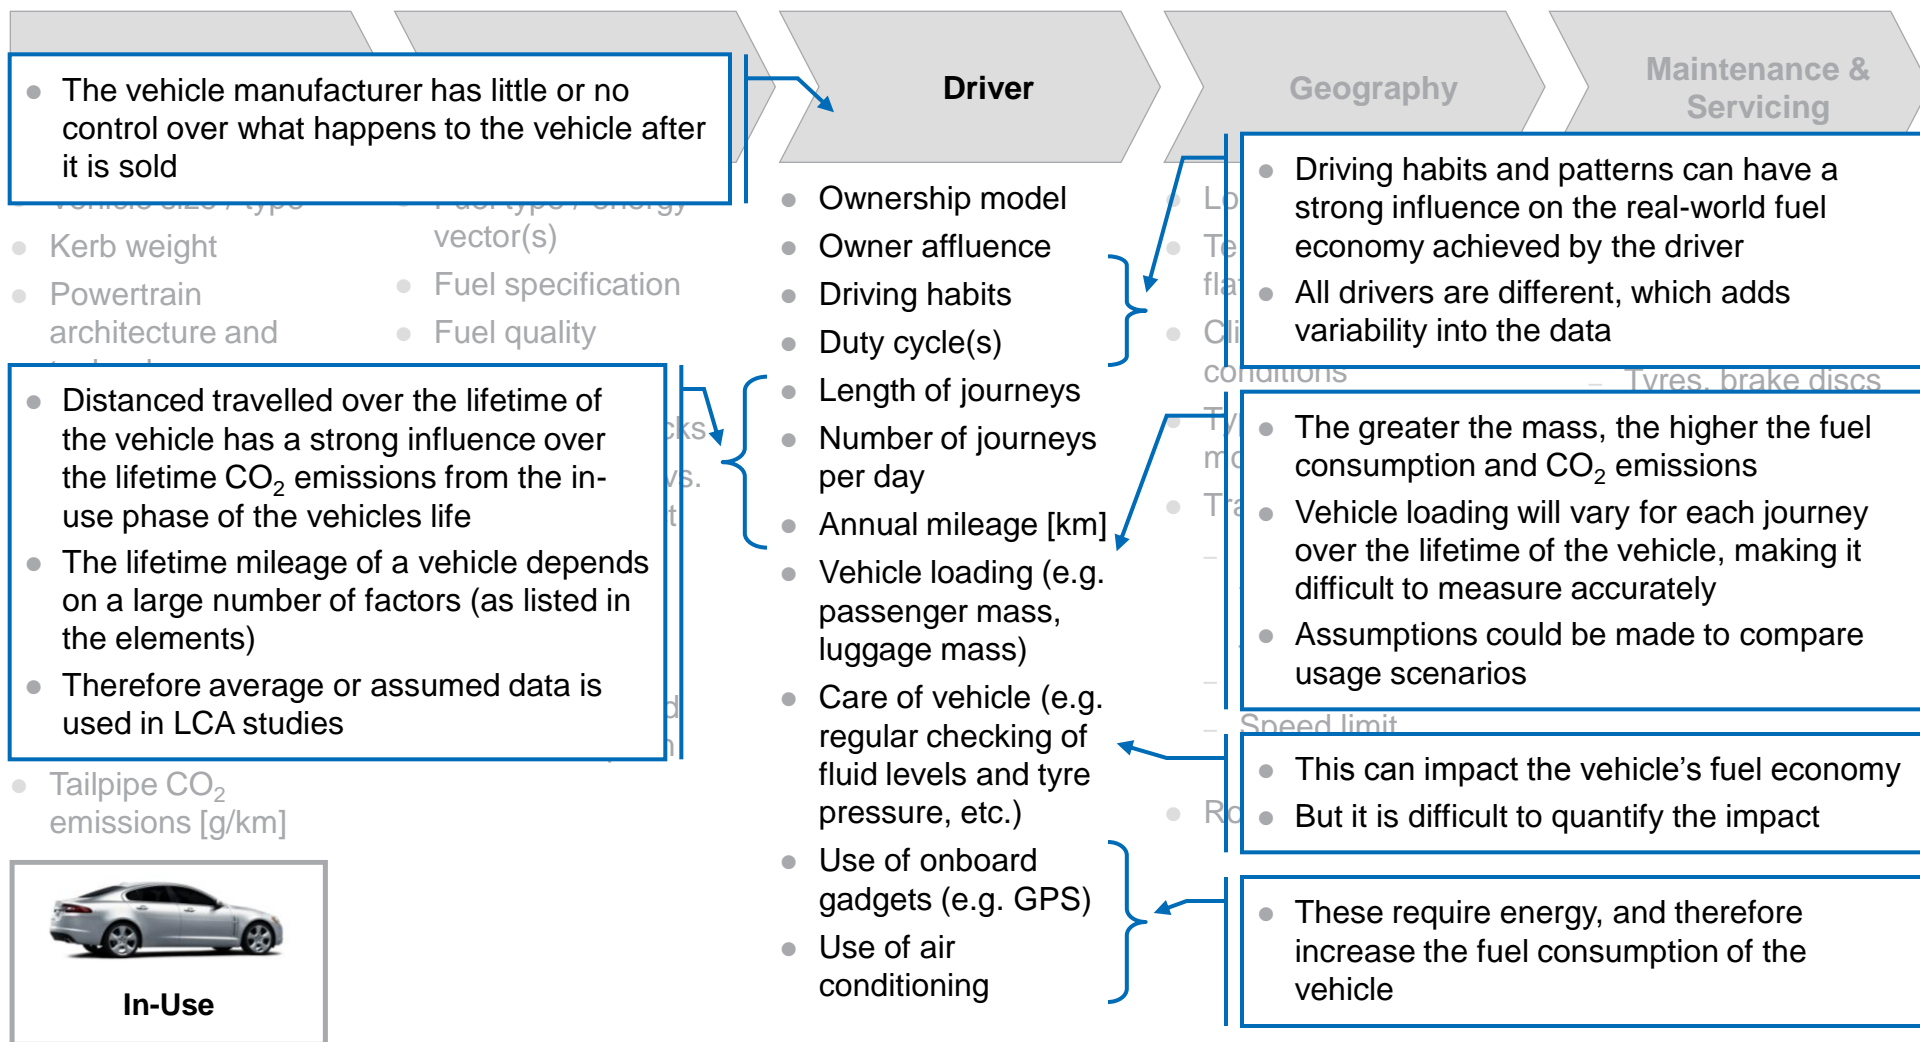 Driver
Geography
Maintenance &
Servicing
The vehicle manufacturer has little or no
control over what happens to the vehicle after
it is sold
Kerb weight
Powertrain
architecture and
Tailpipe CO2
emissions [g/km]
In-Use
Distanced travelled over the lifetime of
the vehicle has a strong influence over
the lifetime CO2 emissions from the in-
use phase of the vehicles life
The lifetime mileage of a vehicle depends
on a large number of factors (as listed in
the elements)
Therefore average or assumed data is
used in LCA studies
Fuel type / energy
vector(s)
Fuel specification
Fuel quality
vs.
Ownership model
Owner affluence
Driving habits
Duty cycle(s)
Length of journeys
Number of journeys
per day
Annual mileage [km]
Vehicle loading (e.g.
passenger mass,
luggage mass)
Care of vehicle (e.g.
regular checking of
fluid levels and tyre
pressure, etc.)
Use of onboard
gadgets (e.g. GPS)
Use of air
conditioning
conditions
Speed limit
Tyres, brake discs
Driving habits and patterns can have a
strong influence on the real-world fuel
economy achieved by the driver
All drivers are different, which adds
variability into the data
The greater the mass, the higher the fuel
consumption and CO2 emissions
Vehicle loading will vary for each journey
over the lifetime of the vehicle, making it
difficult to measure accurately
Assumptions could be made to compare
usage scenarios
This can impact the vehicle's fuel economy
But it is difficult to quantify the impact
These require energy, and therefore
increase the fuel consumption of the
vehicle